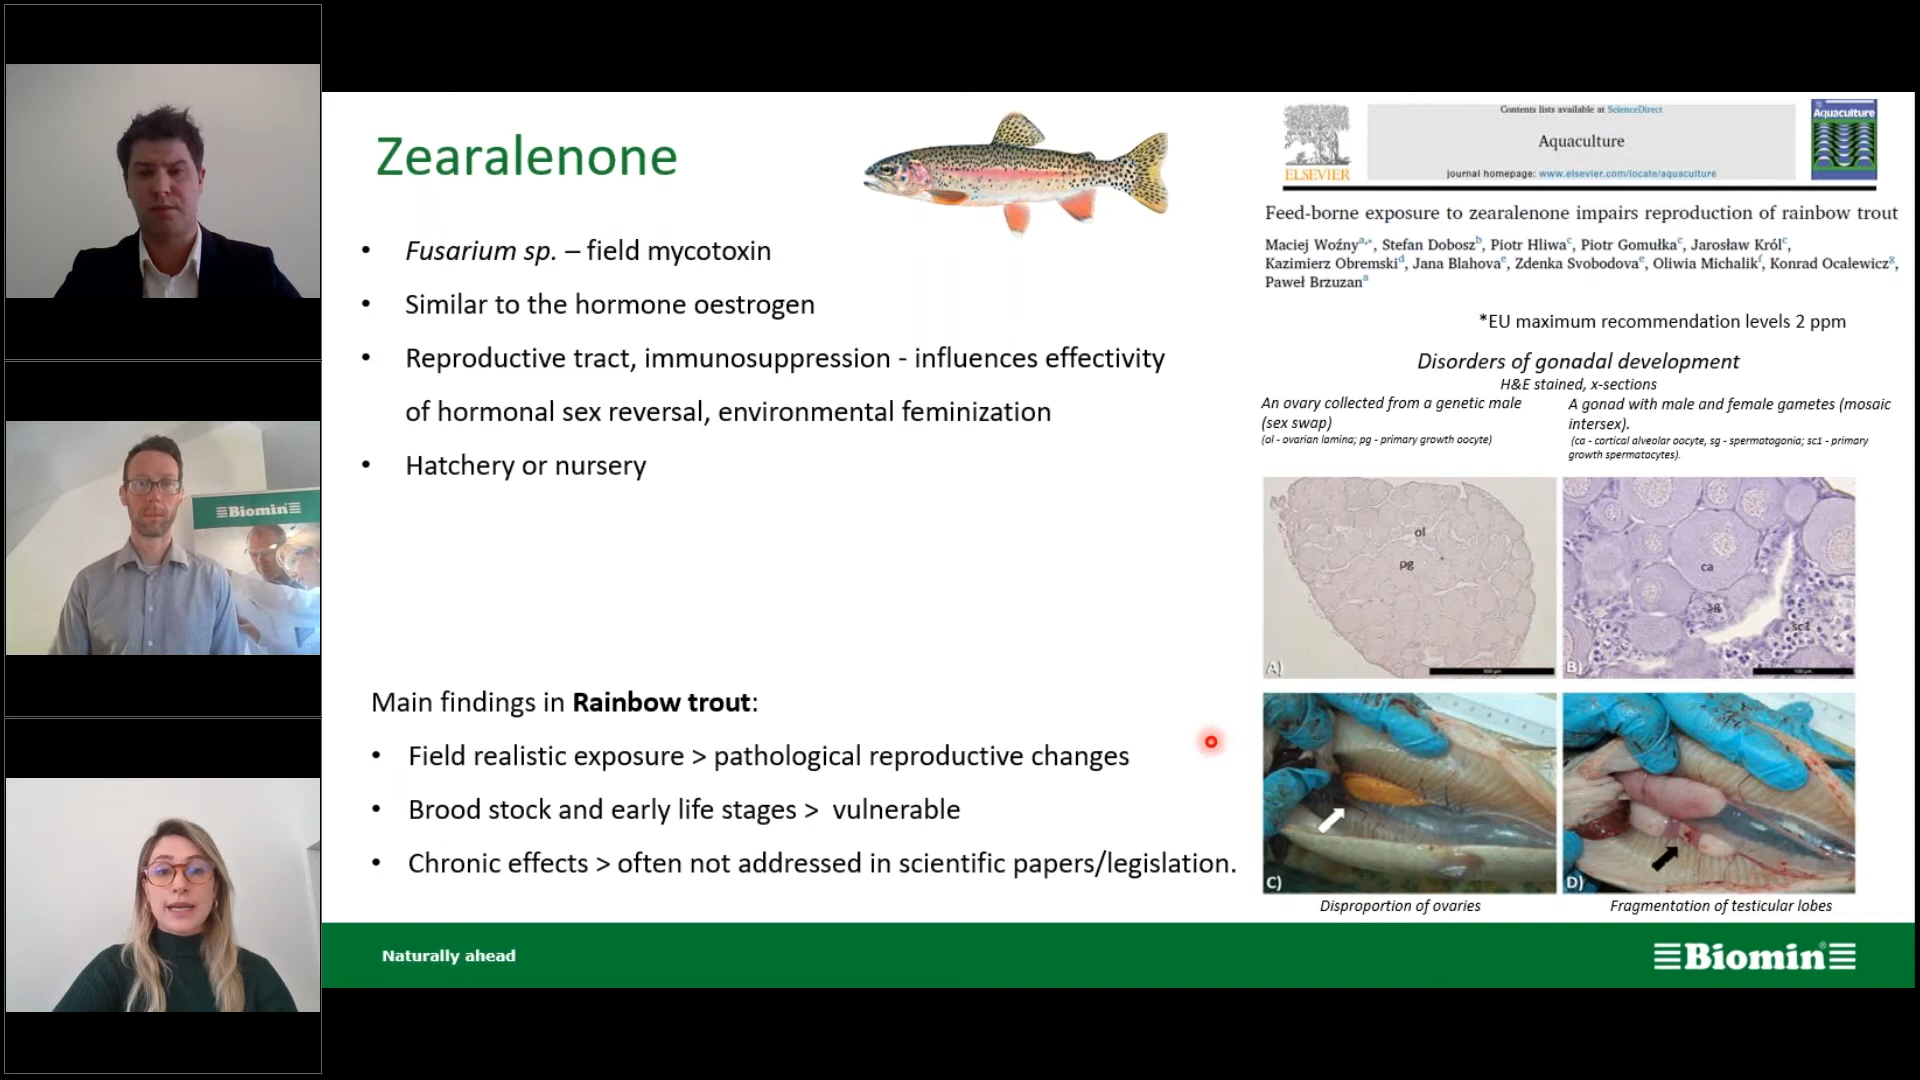 Biomin
Zearalenone
• Fusarium sp. – field mycotoxin
• Similar to the hormone oestrogen
• Reproductive tract, immunosuppression - influences effectivity
of hormonal sex reversal, environmental feminization
• Hatchery or nursery
Main findings in Rainbow trout:
• Field realistic exposure > pathological reproductive changes
• Brood stock and early life stages > vulnerable
• Chronic effects > often not addressed in scientific papers/legislation.
ELSEVIER
Contents lists available at ScienceDirect
Aquaculture
journal homepage: www.elsevier.com/locate/aquaculture
Aquaculture
Feed-borne exposure to zearalenone impairs reproduction of rainbow trout
Maciej Woźny a,*, Stefan Dobosz b, Piotr Hliwa c, Piotr Gomułka c, Jarosław Król c,
Kazimierz Obremski d, Jana Blahova e, Zdenka Svobodova e, Oliwia Michalik f, Konrad Ocalewicz g,
Paweł Brzuzan a
*EU maximum recommendation levels 2 ppm
Disorders of gonadal development
H&E stained, x-sections
An ovary collected from a genetic male
(sex swap)
(ol - ovarian lamina; pg - primary growth oocyte)
A gonad with male and female gametes (mosaic
intersex).
(ca - cortical alveolar oocyte, sg - spermatogonia; sc1 - primary
growth spermatocytes).
ol
pg
A)
ca
sg
sc1
B)
C)
D)
Disproportion of ovaries
Fragmentation of testicular lobes
Naturally ahead
Biomin®